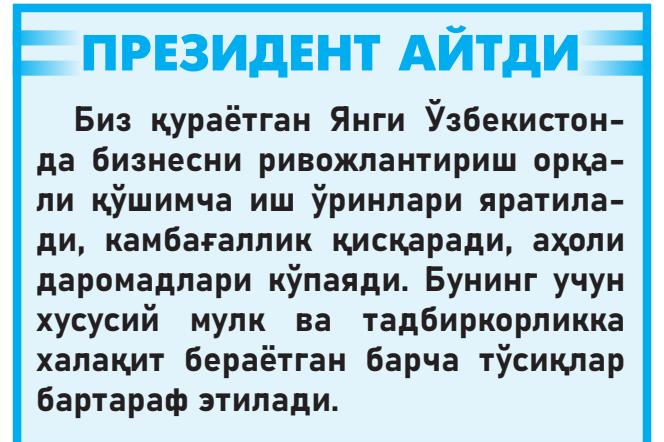 ПРЕЗИДЕНТ АЙТДИ
Биз қураётган Янги Ўзбекистон-
да бизнесни ривожлантириш орқа-
ли қўшимча иш ўринлари яратила-
ди, камбағаллик қисқаради, аҳоли
даромадлари кўпаяди. Бунинг учун
хусусий мулк ва тадбиркорликка
халақит бераётган барча тўсиқлар
бартараф этилади.